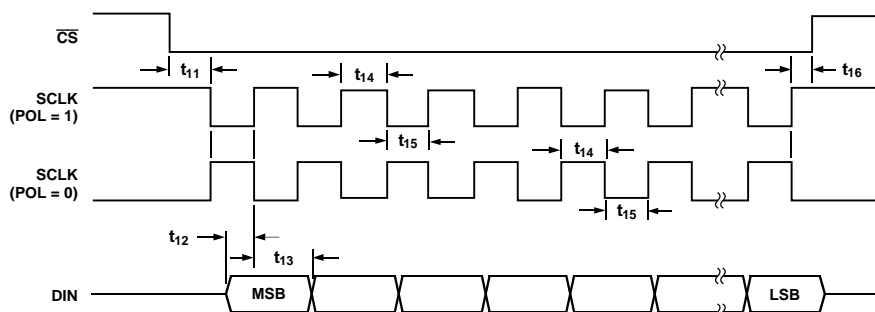 CS
t11
t14
t16
SCLK
(POL = 1)
t15
t14
SCLK
(POL = 0)
t15
t12
t13
DIN
MSB
LSB